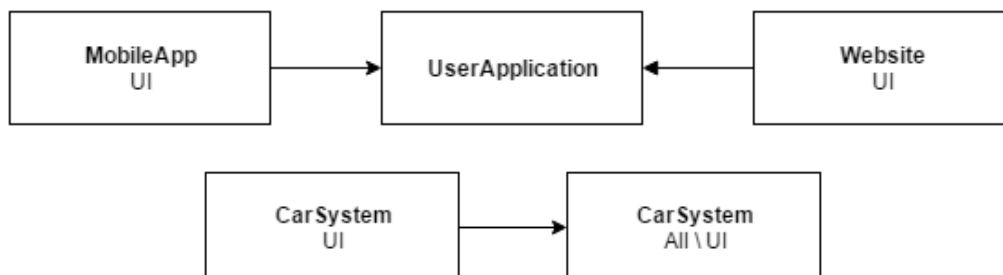 MobileApp
UI
UserApplication
Website
UI
CarSystem
UI
CarSystem
All \ UI